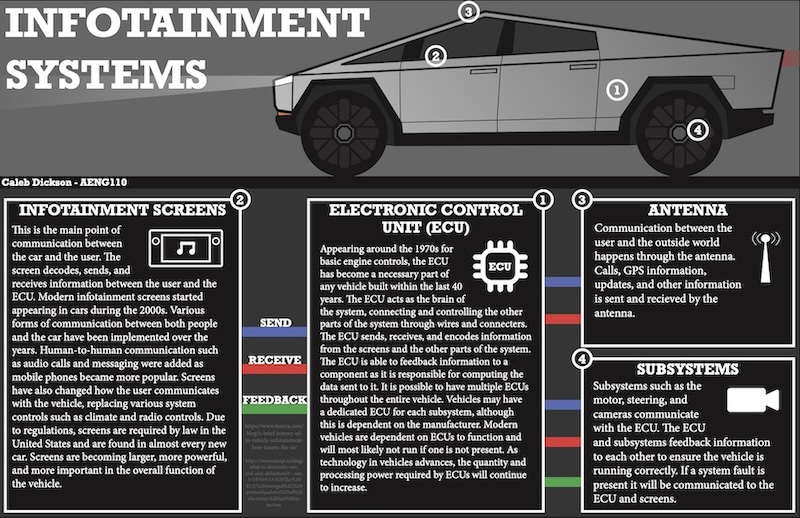 INFOTAINMENT
SYSTEMS
3
2
1
4
Caleb Dickson - AENG110
2
INFOTAINMENT SCREENS
This is the main point of
communication between
the car and the user. The
screen decodes, sends, and
receives information between the user and the
ECU. Modern infotainment screens started
appearing in cars during the 2000s. Various
forms of communication between both people
and the car have been implemented over the
years. Human-to-human communication such
as audio calls and messaging were added as
mobile phones became more popular. Screens
have also changed how the user communicates
with the vehicle, replacing various system
controls such as climate and radio controls. Due
to regulations, screens are required by law in the
United States and are found in almost every new
car. Screens are becoming larger, more powerful,
and more important in the overall function of
the vehicle.
SEND
RECEIVE
FEEDBACK
1
ELECTRONIC CONTROL
UNIT (ECU)
ECU
Appearing around the 1970s for
basic engine controls, the ECU
has become a necessary part of
any vehicle built within the last 40
years. The ECU acts as the brain of
the system, connecting and controlling the other
parts of the system through wires and connecters.
The ECU sends, receives, and encodes information
from the screens and the other parts of the system.
The ECU is able to feedback information to a
component as it is responsible for computing the
data sent to it. It is possible to have multiple ECUs
throughout the entire vehicle. Vehicles may have
a dedicated ECU for each subsystem, although
this is dependent on the manufacturer. Modern
vehicles are dependent on ECUs to function and
will most likely not run if one is not present. As
technology in vehicles advances, the quantity and
processing power required by ECUs will continue
to increase.
3
ANTENNA
Communication between the
user and the outside world
happens through the antenna.
Calls, GPS information,
updates, and other information
is sent and recieved by the
antenna.
4
SUBSYSTEMS
Subsystems such as the
motor, steering, and
cameras communicate
with the ECU. The ECU
and subsystems feedback information
to each other to ensure the vehicle is
running correctly. If a system fault is
present it will be communicated to the
ECU and screens.